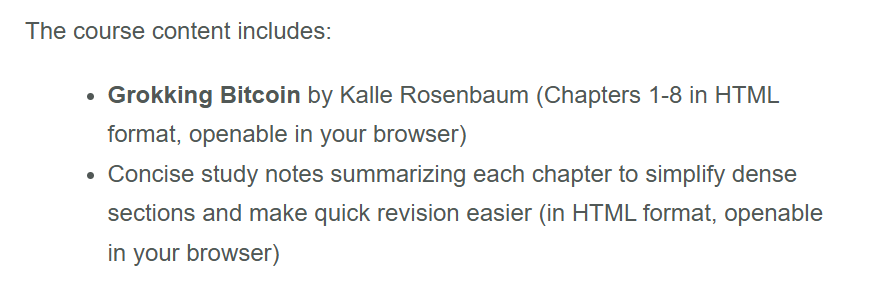 The course content includes:
• Grokking Bitcoin by Kalle Rosenbaum (Chapters 1-8 in HTML
format, openable in your browser)
• Concise study notes summarizing each chapter to simplify dense
sections and make quick revision easier (in HTML format, openable
in your browser)